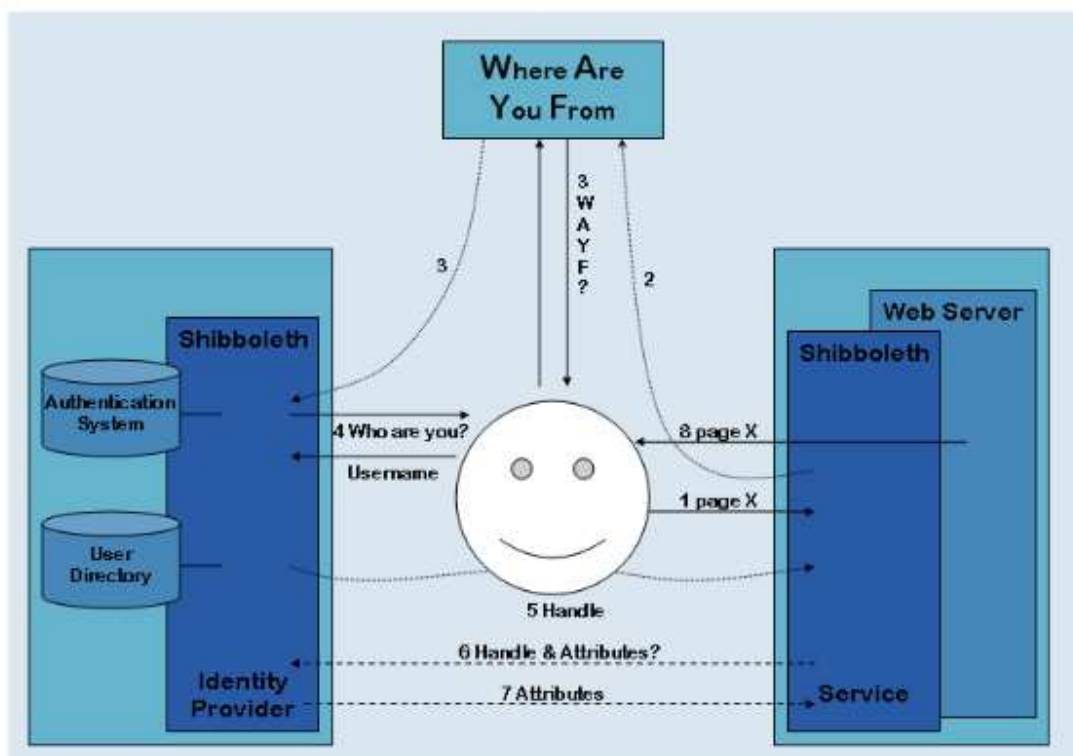 Where Are
You From
3
W
A
Y
F
?
3
2
Shibboleth
Authentication
System
4 Who are you?
Username
User
Directory
5 Handle
6 Handle & Attributes?
7 Attributes
Identity
Provider
Web Server
Shibboleth
8 page X
1 page X
Service